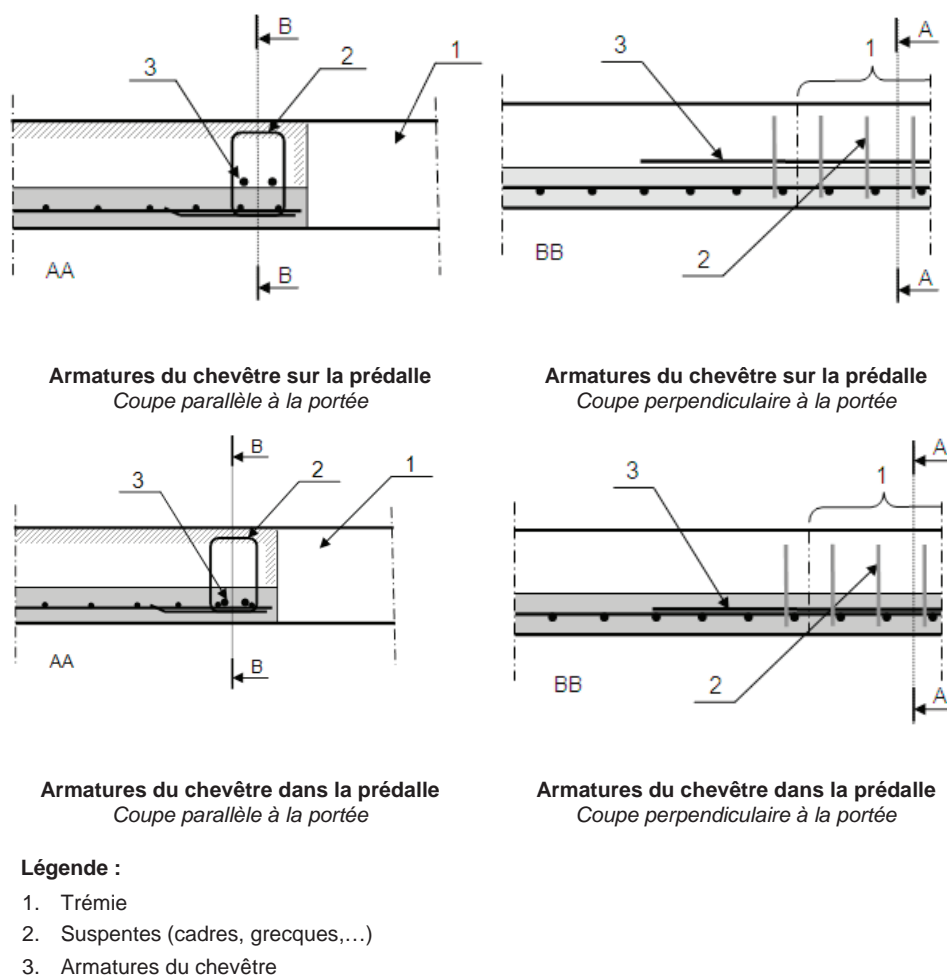 B
3
2
1
AA
B
A
3
1
2
BB
A
Armatures du chevêtre sur la prédalle
Coupe parallèle à la portée
Armatures du chevêtre sur la prédalle
Coupe perpendiculaire à la portée
B
3
2
1
AA
B
A
3
1
BB
2
A
Armatures du chevêtre dans la prédalle
Coupe parallèle à la portée
Armatures du chevêtre dans la prédalle
Coupe perpendiculaire à la portée
Légende :
1. Trémie
2. Suspentes (cadres, grecques,…)
3. Armatures du chevêtre